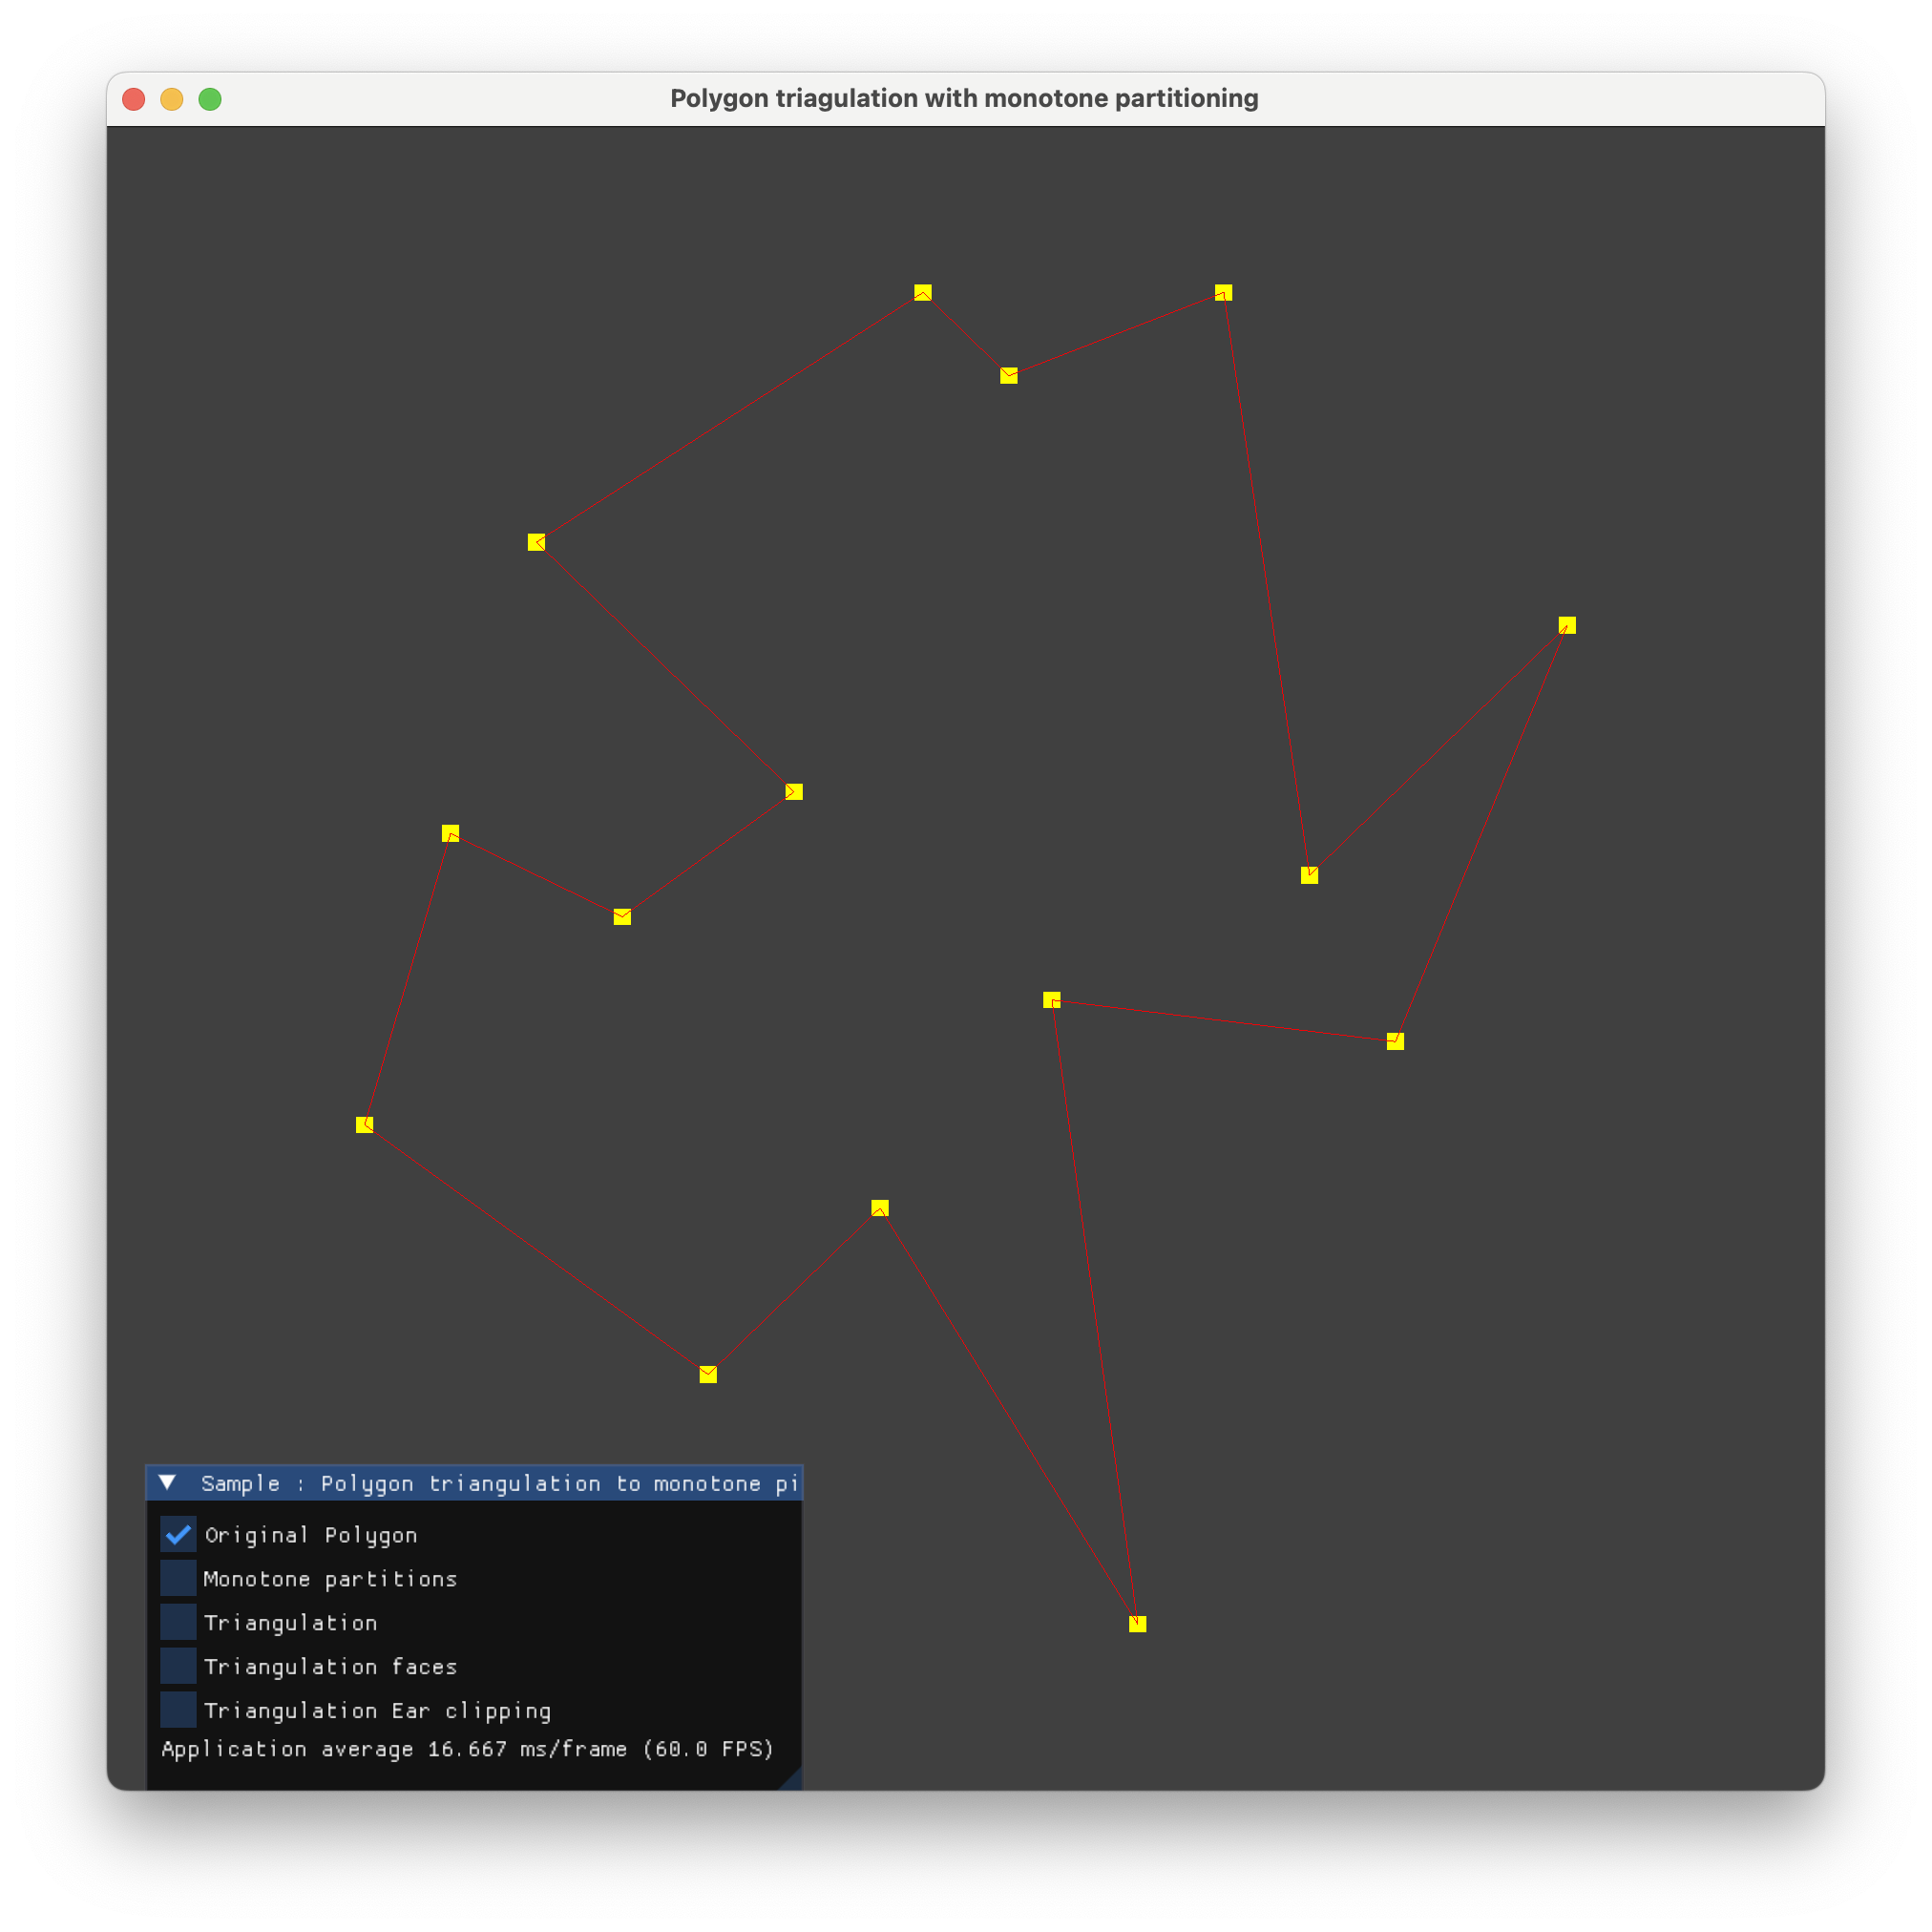 Polygon triagulation with monotone partitioning
Sample : Polygon triangulation to monotone pi
Original Polygon
Monotone partitions
Triangulation
Triangulation faces
Triangulation Ear clipping
Application average 16.667 ms/frame (60.0 FPS)